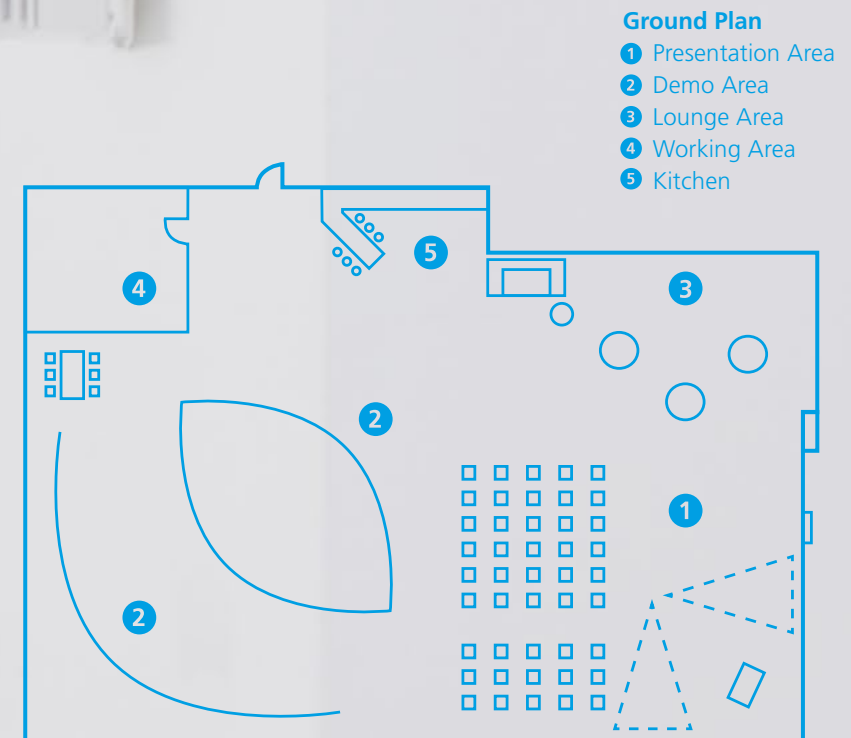 Ground Plan
1 Presentation Area
2 Demo Area
3 Lounge Area
4 Working Area
5 Kitchen
5
4
3
2
1
2